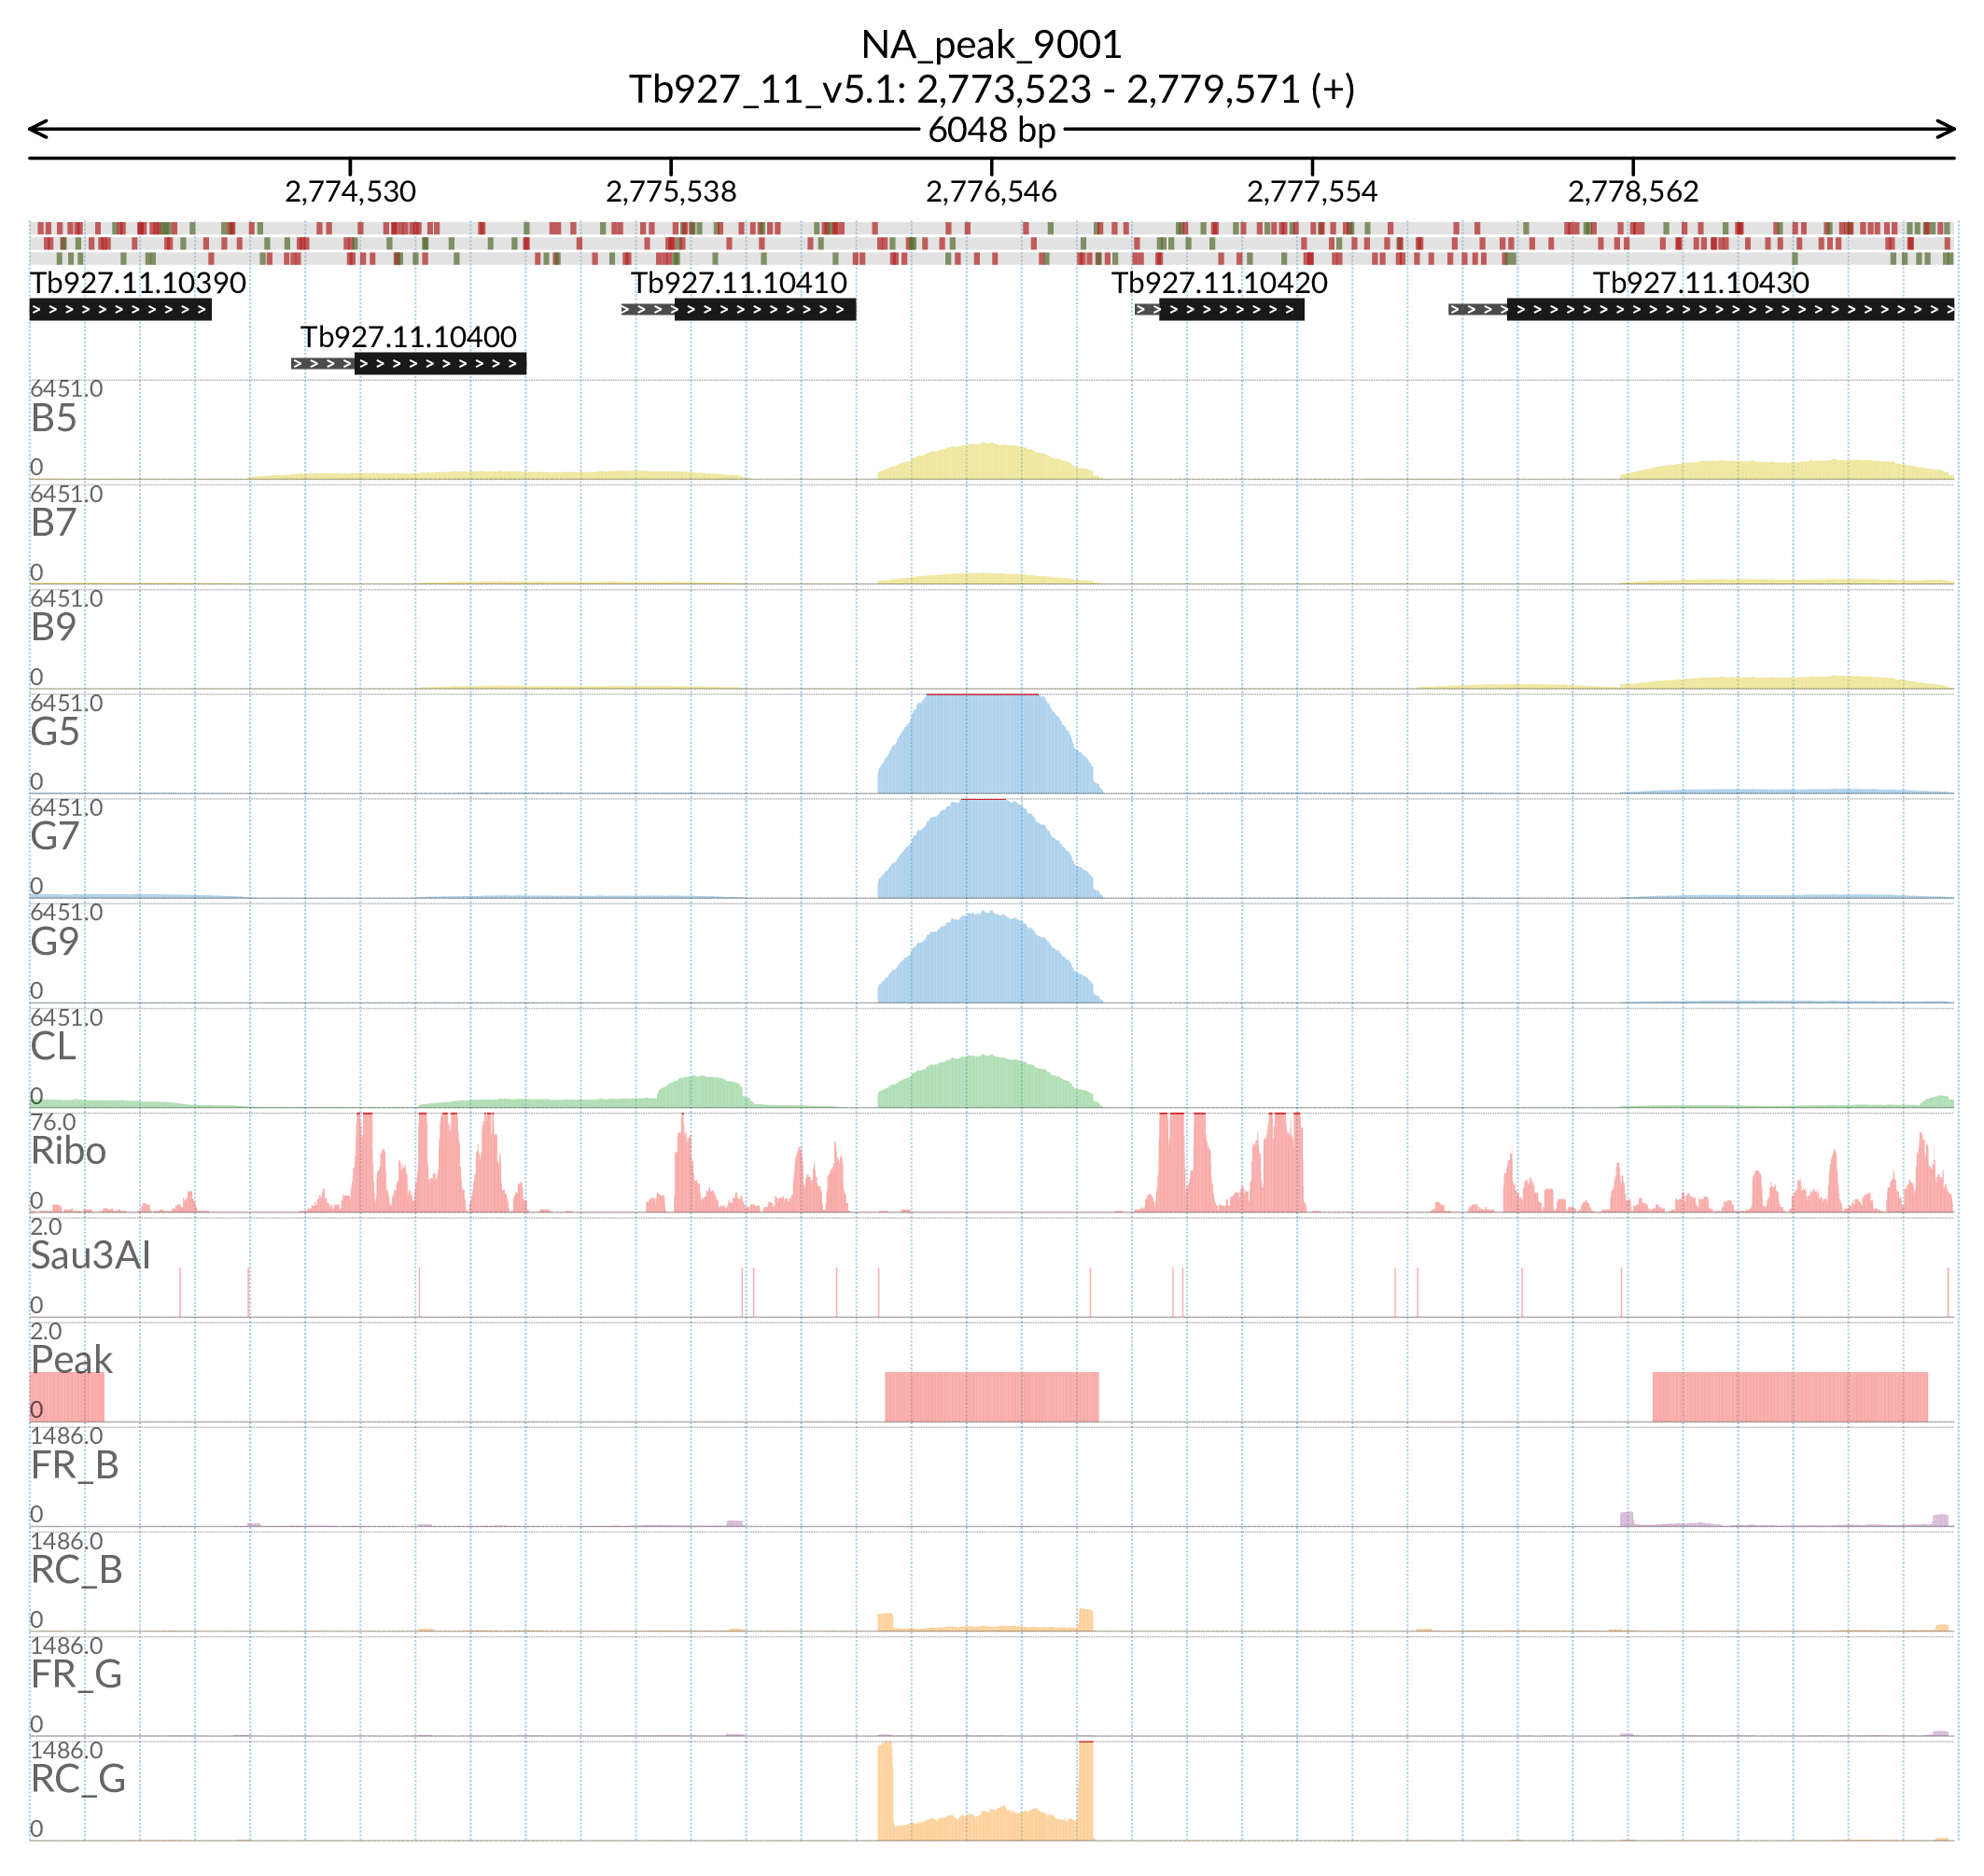 NA_peak_9001
Tb927_11_v5.1: 2,773,523 - 2,779,571 (+)
6048 bp
2,774,530 2,775,538 2,776,546 2,777,554 2,778,562
Tb927.11.10390 Tb927.11.10410 Tb927.11.10420 Tb927.11.10430
Tb927.11.10400
6451.0
B5
0
6451.0
B7
0
6451.0
B9
0
6451.0
G5
0
6451.0
G7
0
6451.0
G9
0
6451.0
CL
0
76.0
Ribo
0
2.0
Sau3AI
0
2.0
Peak
0
1486.0
FR_B
0
1486.0
RC_B
0
1486.0
FR_G
0
1486.0
RC_G
0